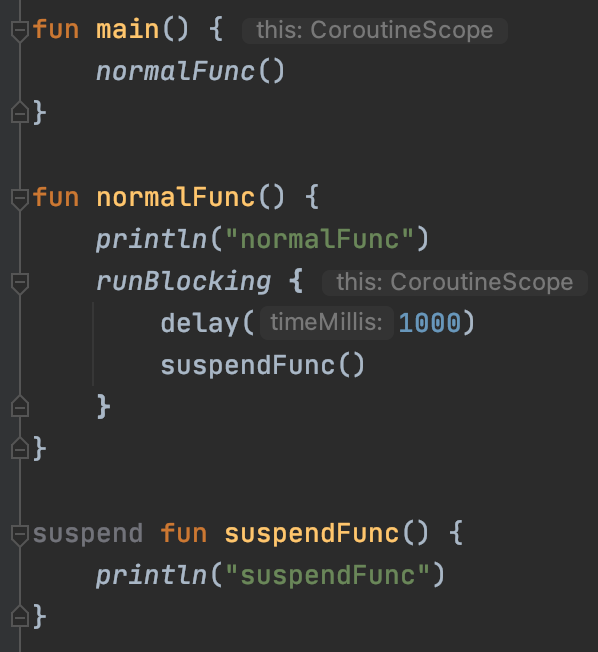 fun main() { this: CoroutineScope
    normalFunc()
}

fun normalFunc() {
    println("normalFunc")
    runBlocking { this: CoroutineScope
        delay( timeMillis: 1000)
        suspendFunc()
    }
}

suspend fun suspendFunc() {
    println("suspendFunc")
}